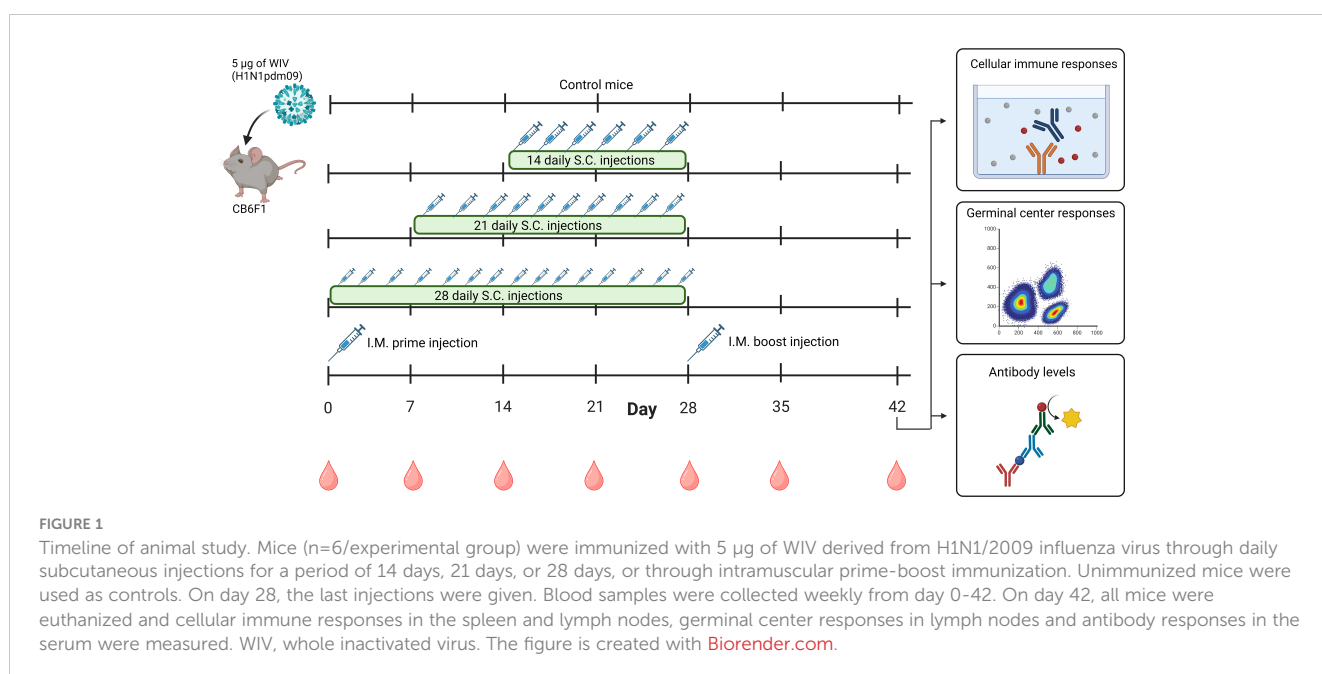 5 µg of WIV
(H1N1pdm09)
CB6F1
Control mice
14 daily S.C. injections
21 daily S.C. injections
28 daily S.C. injections
I.M. prime injection
I.M. boost injection
0 7 14 21 Day 28 35 42
Cellular immune responses
Germinal center responses
1000
800
600
400
200
0
0 200 400 600 800 1000
Antibody levels
FIGURE 1
Timeline of animal study. Mice (n=6/experimental group) were immunized with 5 µg of WIV derived from H1N1/2009 influenza virus through daily
subcutaneous injections for a period of 14 days, 21 days, or 28 days, or through intramuscular prime-boost immunization. Unimmunized mice were
used as controls. On day 28, the last injections were given. Blood samples were collected weekly from day 0-42. On day 42, all mice were
euthanized and cellular immune responses in the spleen and lymph nodes, germinal center responses in lymph nodes and antibody responses in the
serum were measured. WIV, whole inactivated virus. The figure is created with Biorender.com.